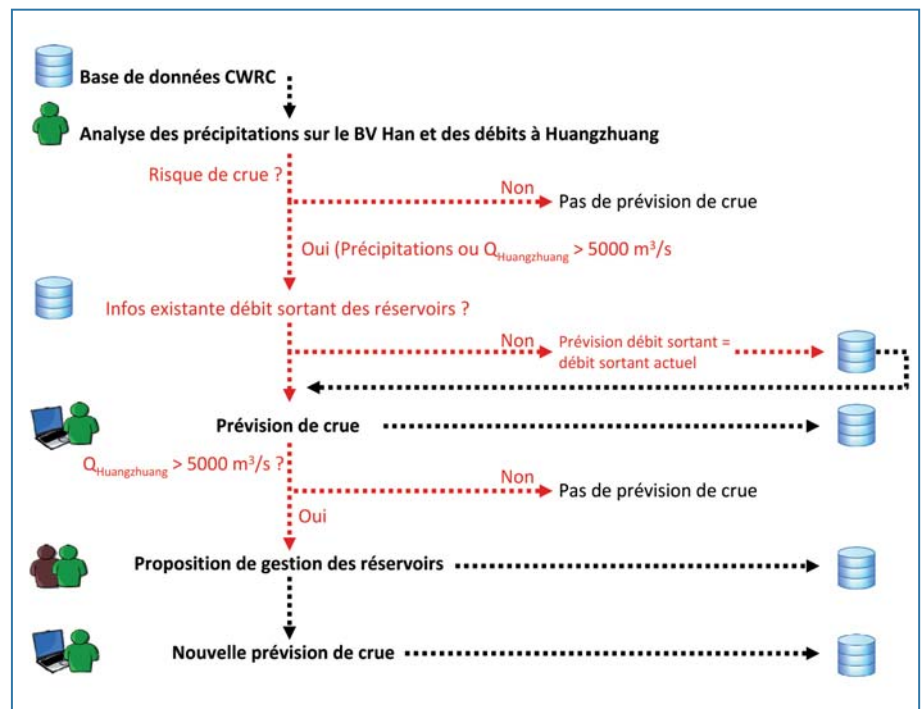 Base de données CWRC
Analyse des précipitations sur le BV Han et des débits à Huangzhuang
Risque de crue ?
Non
Pas de prévision de crue
Oui (Précipitations ou QHuangzhuang > 5000 m³/s
Infos existante débit sortant des réservoirs ?
Non
Prévision débit sortant =
débit sortant actuel
Prévision de crue
QHuangzhuang > 5000 m³/s ?
Non
Pas de prévision de crue
Oui
Proposition de gestion des réservoirs
Nouvelle prévision de crue